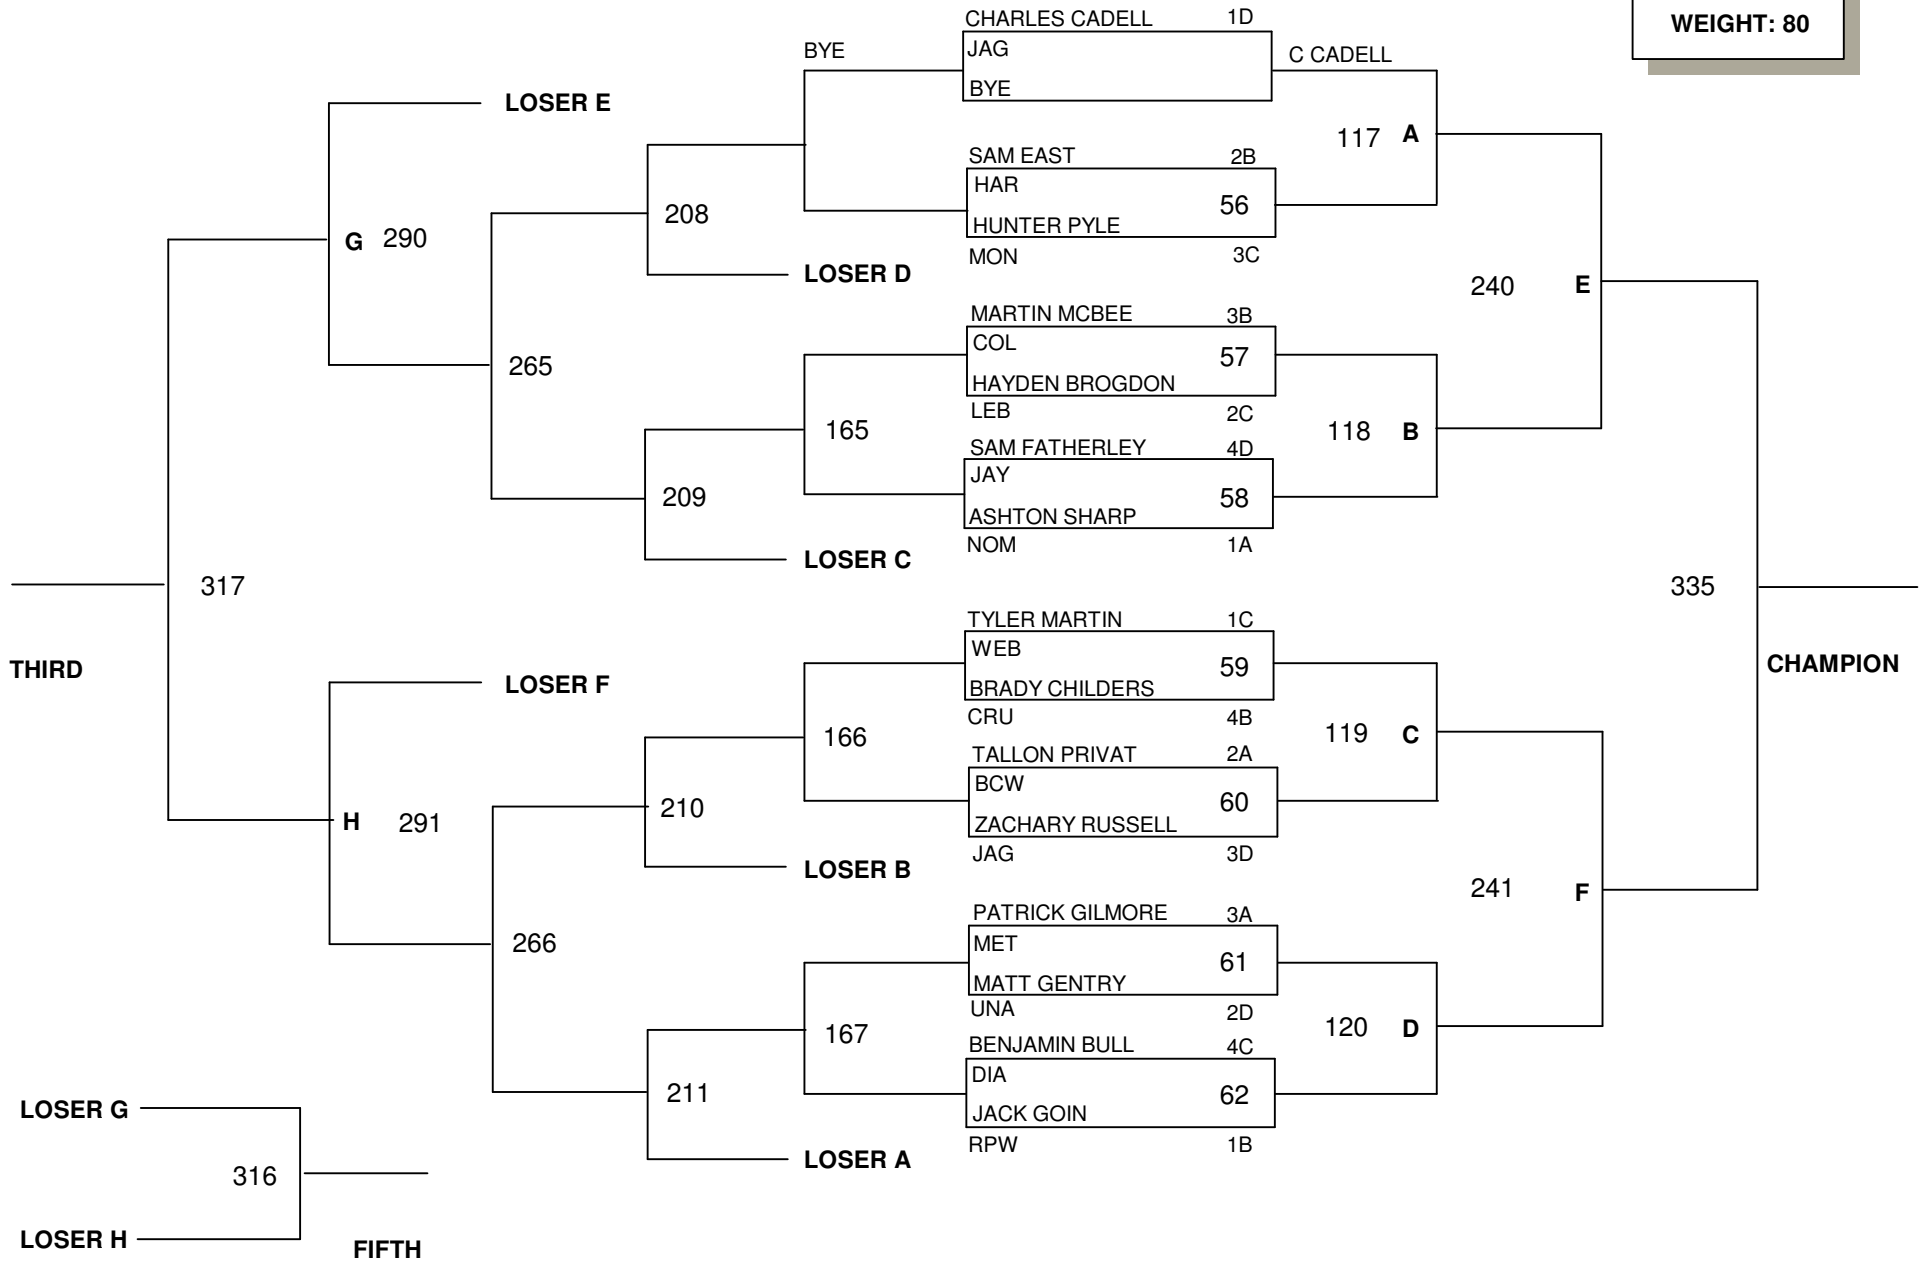 WEIGHT: 80
CHARLES CADELL 1D
BYE
JAG
C CADELL
BYE
LOSER E
117 A
SAM EAST 2B
HAR
56
208
HUNTER PYLE
G 290
MON 3C
LOSER D
240 E
MARTIN MCBEE 3B
COL
57
265
HAYDEN BROGDON
LEB 2C
165
118 B
SAM FATHERLEY 4D
JAY
209
58
ASHTON SHARP
NOM 1A
LOSER C
317
335
TYLER MARTIN 1C
WEB
59
THIRD
CHAMPION
LOSER F
BRADY CHILDERS
CRU 4B
166
119 C
TALLON PRIVAT 2A
BCW
210
60
H 291
ZACHARY RUSSELL
JAG 3D
LOSER B
241 F
PATRICK GILMORE 3A
MET
266
61
MATT GENTRY
UNA 2D
167
120 D
BENJAMIN BULL 4C
DIA
211
62
LOSER G
JACK GOIN
RPW 1B
LOSER A
316
LOSER H
FIFTH